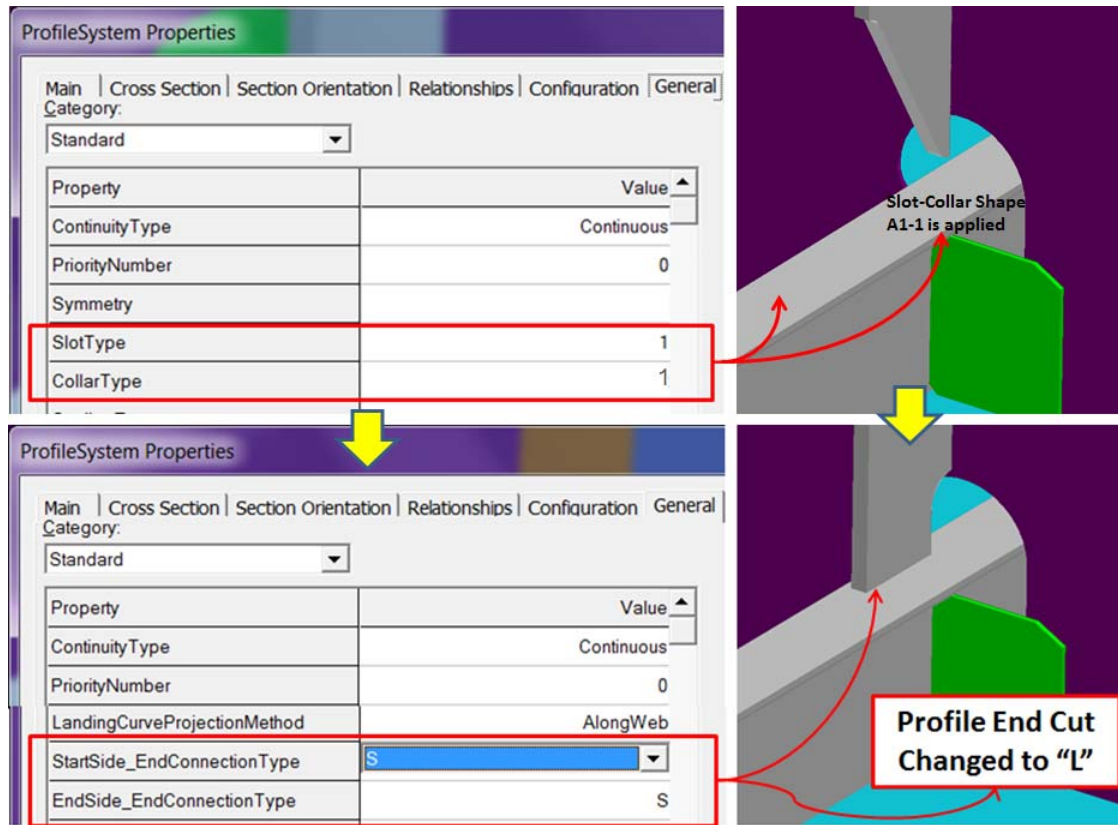 ProfileSystem Properties
Main Cross Section Section Orientation Relationships Configuration General
Category:
Standard
Property Value
ContinuityType Continuous
PriorityNumber 0
Symmetry
SlotType 1
CollarType 1
Slot-Collar Shape
A1-1 is applied
ProfileSystem Properties
Main Cross Section Section Orientation Relationships Configuration General
Category:
Standard
Property Value
ContinuityType Continuous
PriorityNumber 0
LandingCurveProjectionMethod AlongWeb
StartSide_EndConnectionType S
EndSide_EndConnectionType S
Profile End Cut
Changed to “L”